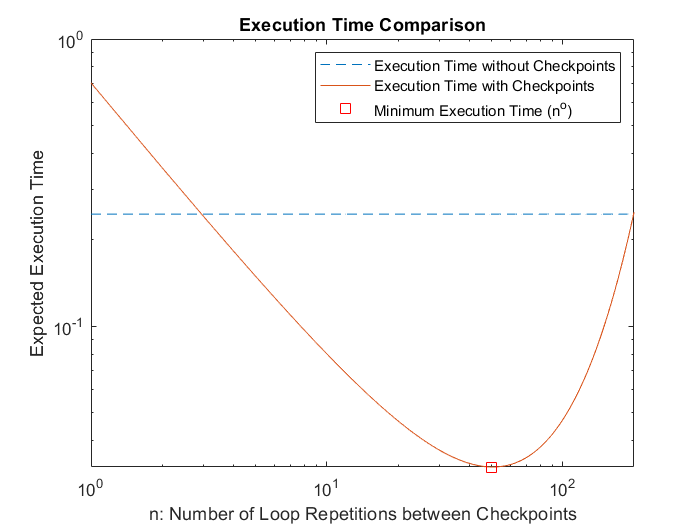 Execution Time Comparison
10^0
Execution Time without Checkpoints
Execution Time with Checkpoints
Minimum Execution Time (n^o)
Expected Execution Time
10^-1
10^0
10^1
10^2
n: Number of Loop Repetitions between Checkpoints